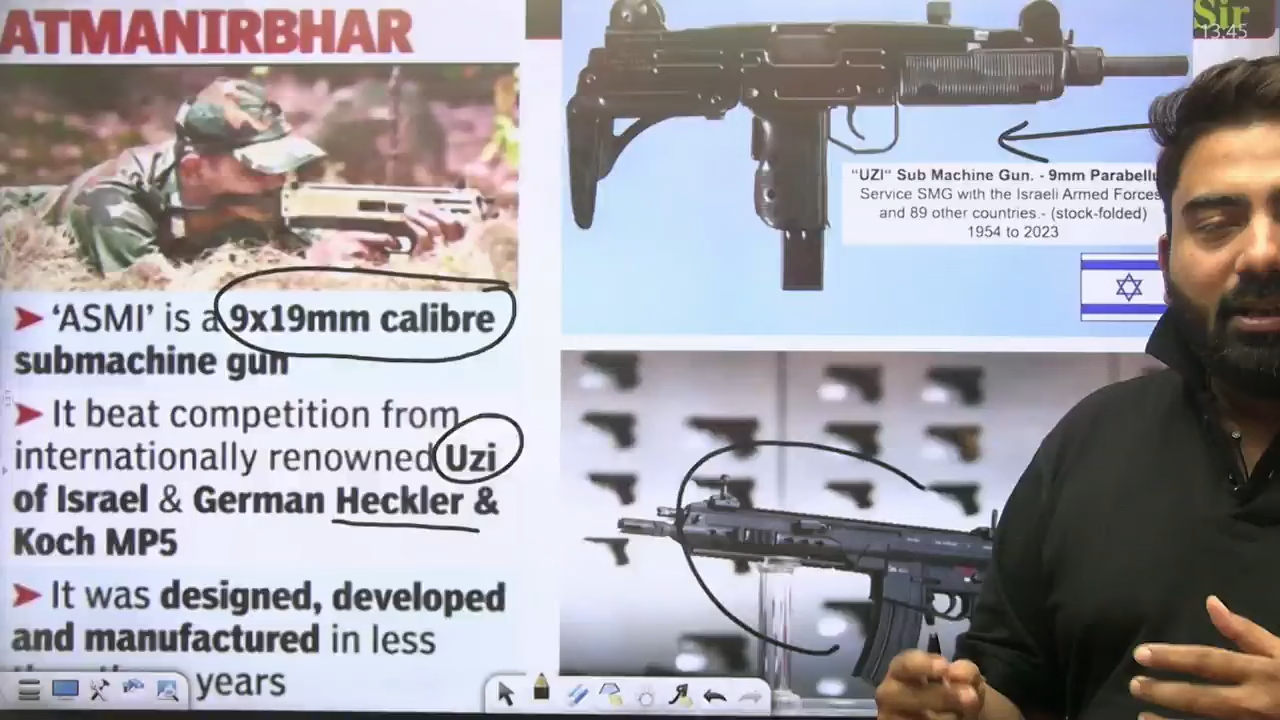 ATMANIRBHAR
➤ 'ASMI' is a 9x19mm calibre
submachine gun
➤ It beat competition from
internationally renowned Uzi
of Israel & German Heckler &
Koch MP5
➤ It was designed, developed
and manufactured in less
years
Sir
13:45
"UZI" Sub Machine Gun. - 9mm
Service SMG with the Israeli Armed Forces
and 89 other countries.- (stock-folded)
1954 to 2023